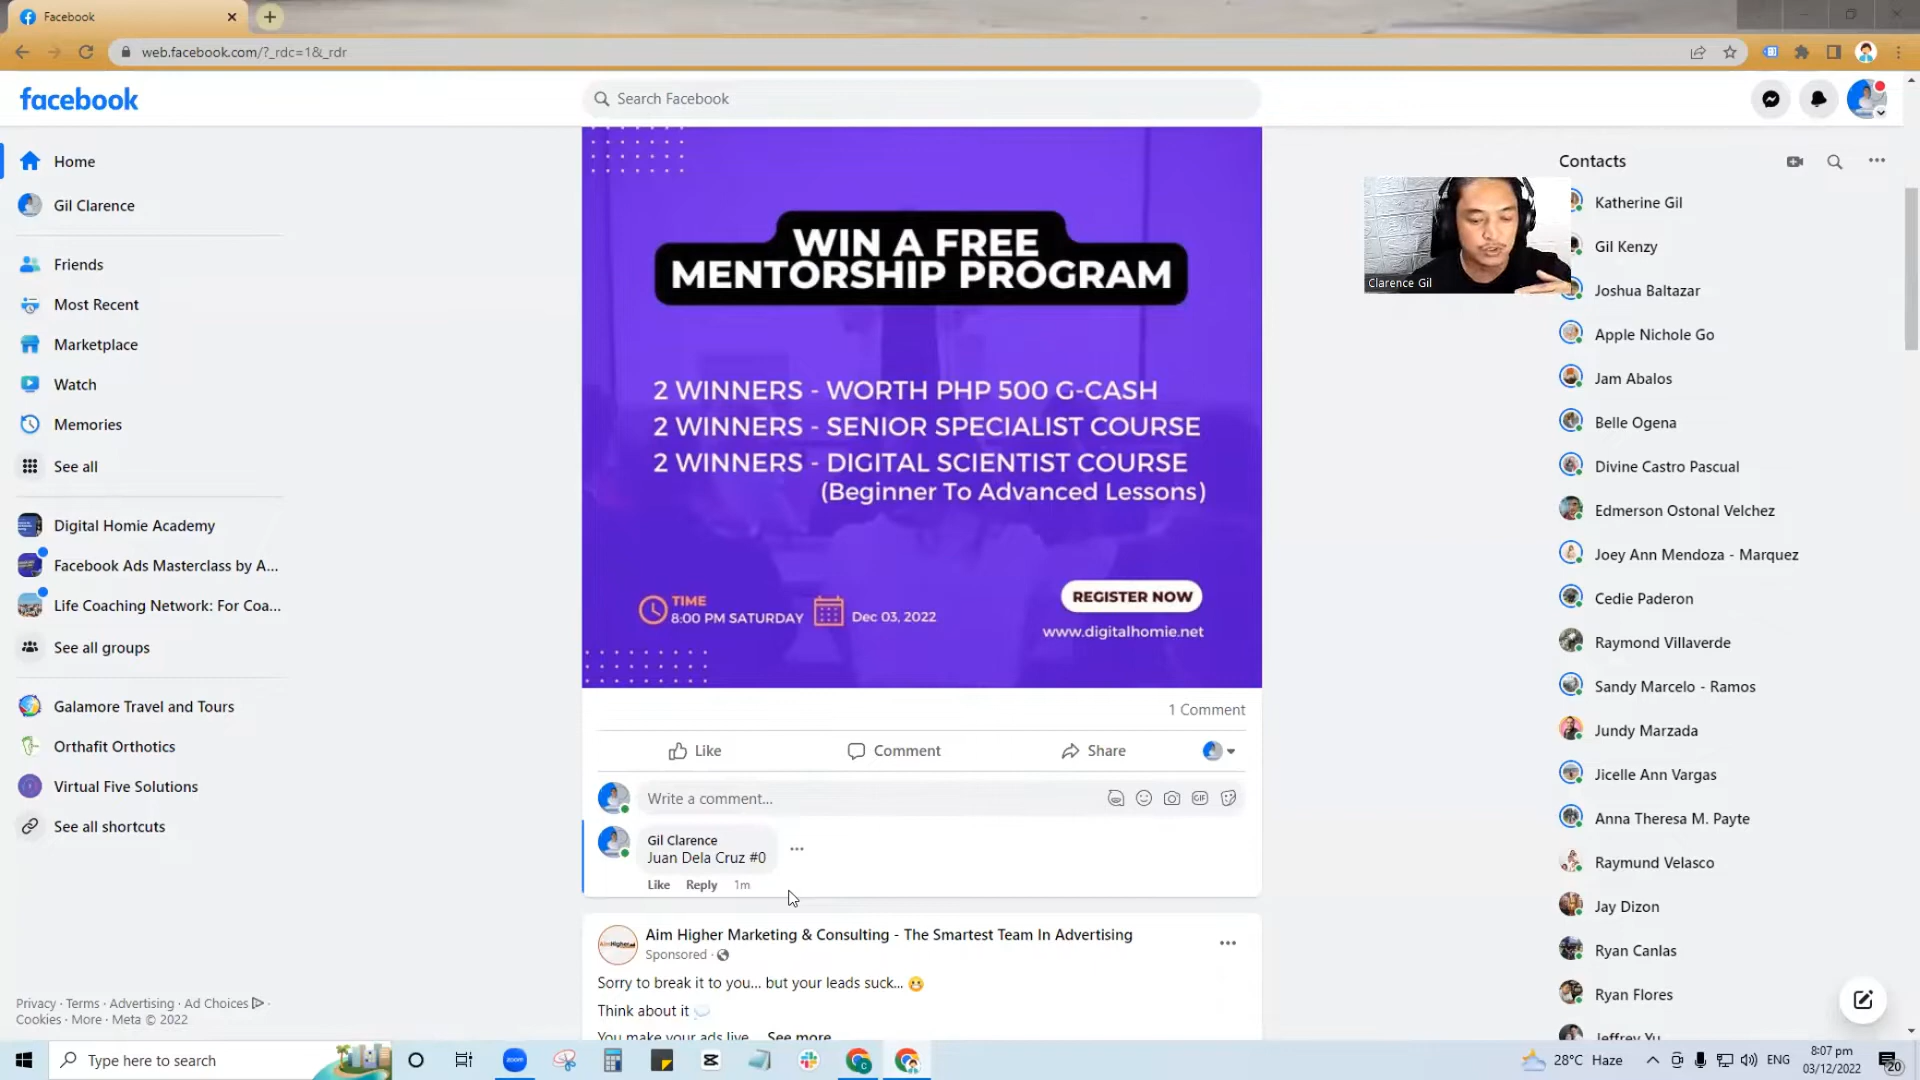 Facebook
web.facebook.com/?_rdc=1&_rdr
facebook
Search Facebook
Home
Gil Clarence
Friends
Most Recent
Marketplace
Watch
Memories
See all
Digital Homie Academy
Facebook Ads Masterclass by A...
Life Coaching Network: For Coa...
See all groups
Galamore Travel and Tours
Orthafit Orthotics
Virtual Five Solutions
See all shortcuts
Privacy · Terms · Advertising · Ad Choices ·
Cookies · More · Meta © 2022
WIN A FREE
MENTORSHIP PROGRAM
2 WINNERS - WORTH PHP 500 G-CASH
2 WINNERS - SENIOR SPECIALIST COURSE
2 WINNERS - DIGITAL SCIENTIST COURSE
(Beginner To Advanced Lessons)
TIME
8:00 PM SATURDAY
Dec 03, 2022
REGISTER NOW
www.digitalhomie.net
1 Comment
Like
Comment
Share
Write a comment...
GIF
Gil Clarence
Juan Dela Cruz #0
Like Reply 1m
Aim Higher Marketing & Consulting - The Smartest Team In Advertising
Sponsored ·
Sorry to break it to you... but your leads suck...
Think about it
You make your ads live... See more
Contacts
Clarence Gil
Katherine Gil
Gil Kenzy
Joshua Baltazar
Apple Nichole Go
Jam Abalos
Belle Ogena
Divine Castro Pascual
Edmerson Ostonal Velchez
Joey Ann Mendoza - Marquez
Cedie Paderon
Raymond Villaverde
Sandy Marcelo - Ramos
Jundy Marzada
Jicelle Ann Vargas
Anna Theresa M. Payte
Raymund Velasco
Jay Dizon
Ryan Canlas
Ryan Flores
Jeffrey Yu
Type here to search
zoom
28°C Haze
ENG
8:07 pm
03/12/2022
20